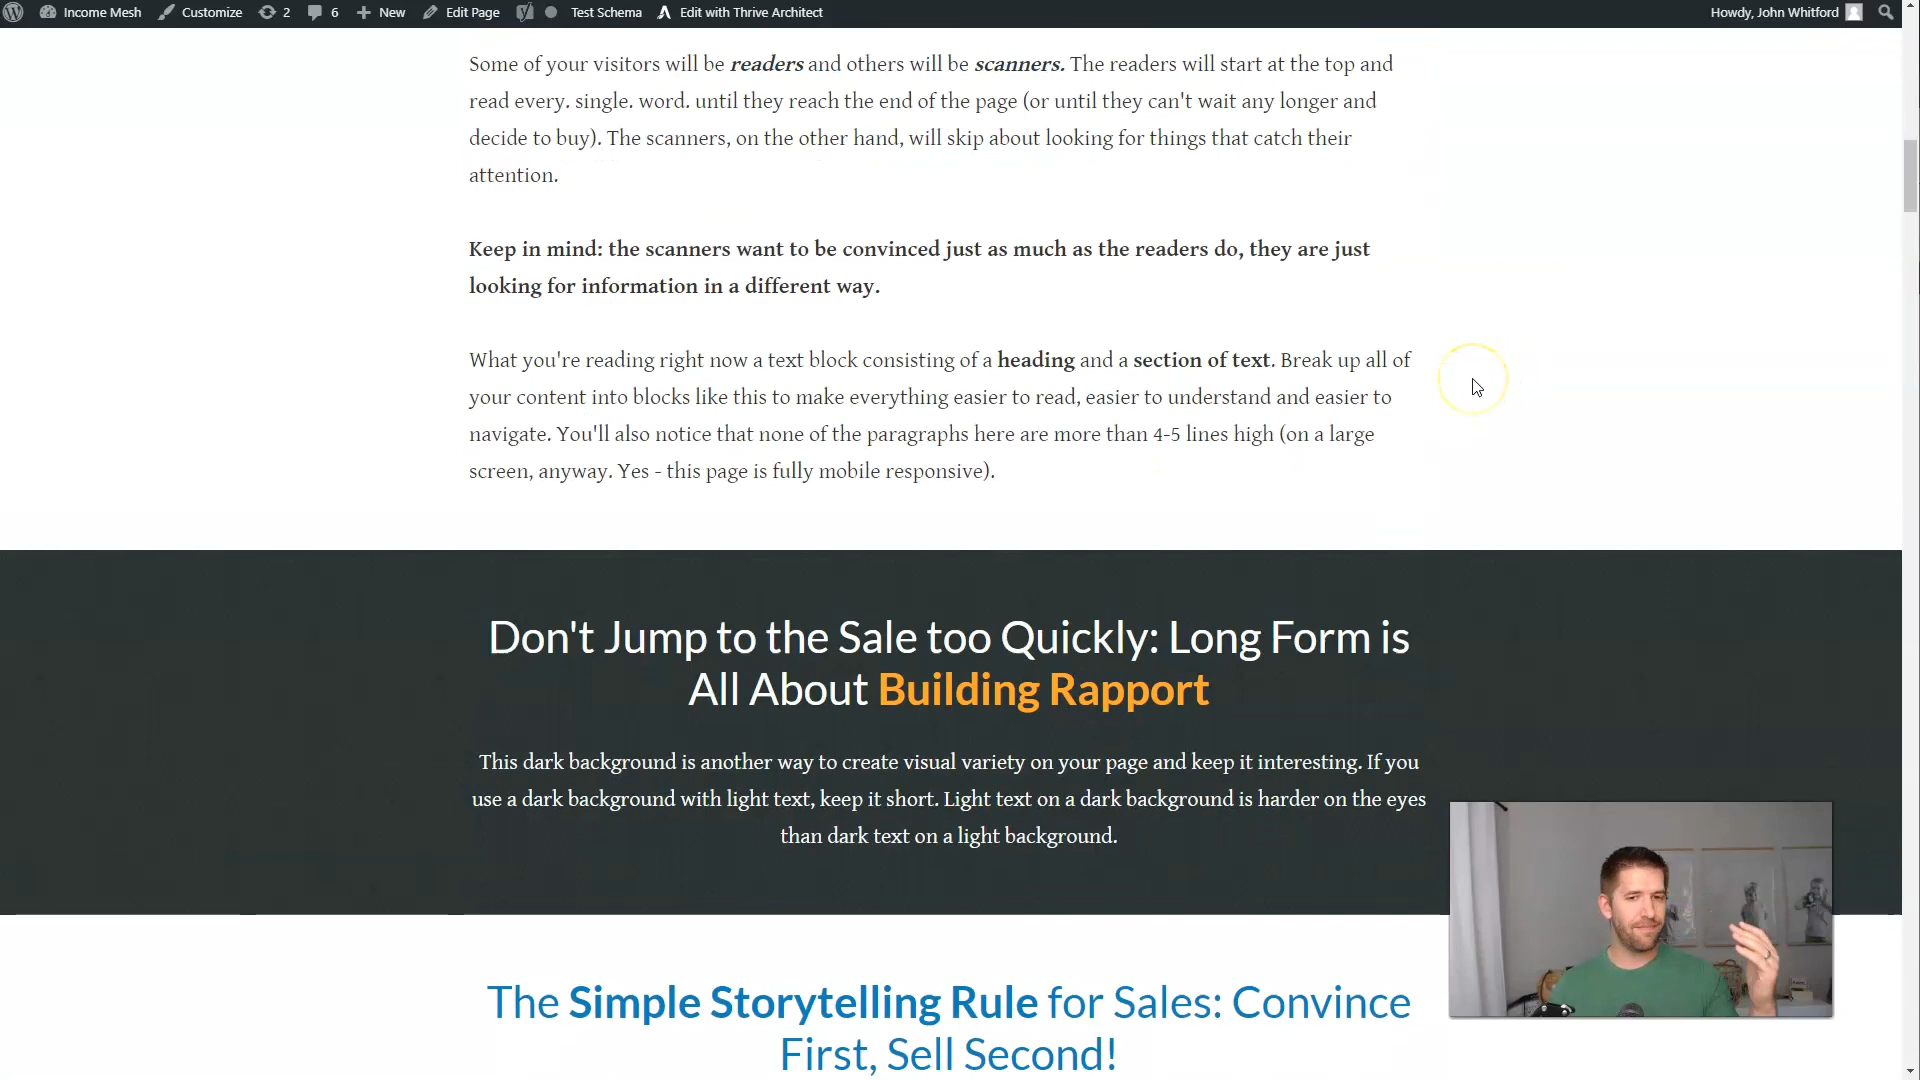 Income Mesh Customize 2 6 New Edit Page Test Schema Edit with Thrive Architect Howdy, John Whitford
Some of your visitors will be readers and others will be scanners. The readers will start at the top and
read every. single. word. until they reach the end of the page (or until they can't wait any longer and
decide to buy). The scanners, on the other hand, will skip about looking for things that catch their
attention.
Keep in mind: the scanners want to be convinced just as much as the readers do, they are just
looking for information in a different way.
What you're reading right now a text block consisting of a heading and a section of text. Break up all of
your content into blocks like this to make everything easier to read, easier to understand and easier to
navigate. You'll also notice that none of the paragraphs here are more than 4-5 lines high (on a large
screen, anyway. Yes - this page is fully mobile responsive).
Don't Jump to the Sale too Quickly: Long Form is
All About Building Rapport
This dark background is another way to create visual variety on your page and keep it interesting. If you
use a dark background with light text, keep it short. Light text on a dark background is harder on the eyes
than dark text on a light background.
The Simple Storytelling Rule for Sales: Convince
First, Sell Second!